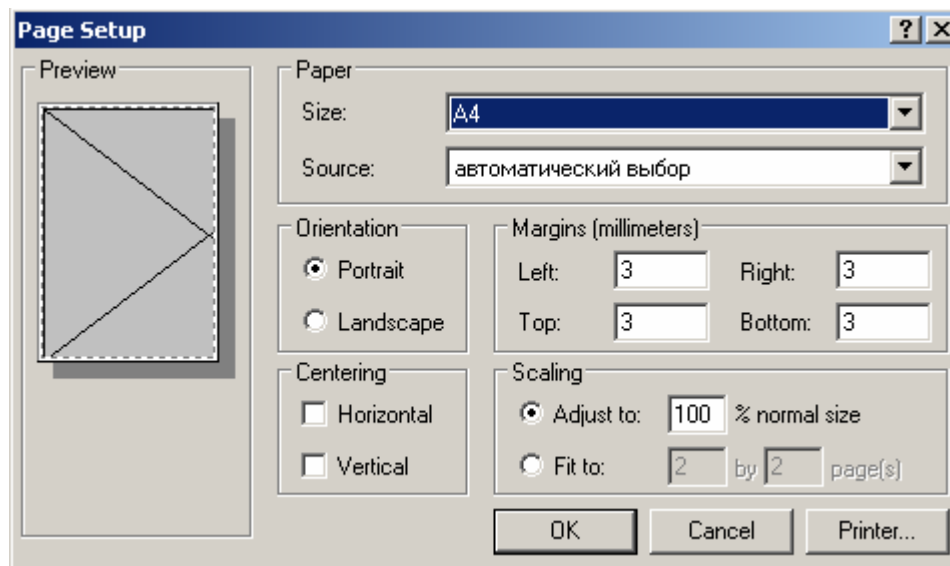 Page Setup
Preview
Paper
Size: A4
Source: автоматический выбор
Orientation
Portrait
Landscape
Margins (millimeters)
Left: 3 Right: 3
Top: 3 Bottom: 3
Centering
Horizontal
Vertical
Scaling
Adjust to: 100 % normal size
Fit to: 2 by 2 page(s)
OK Cancel Printer...